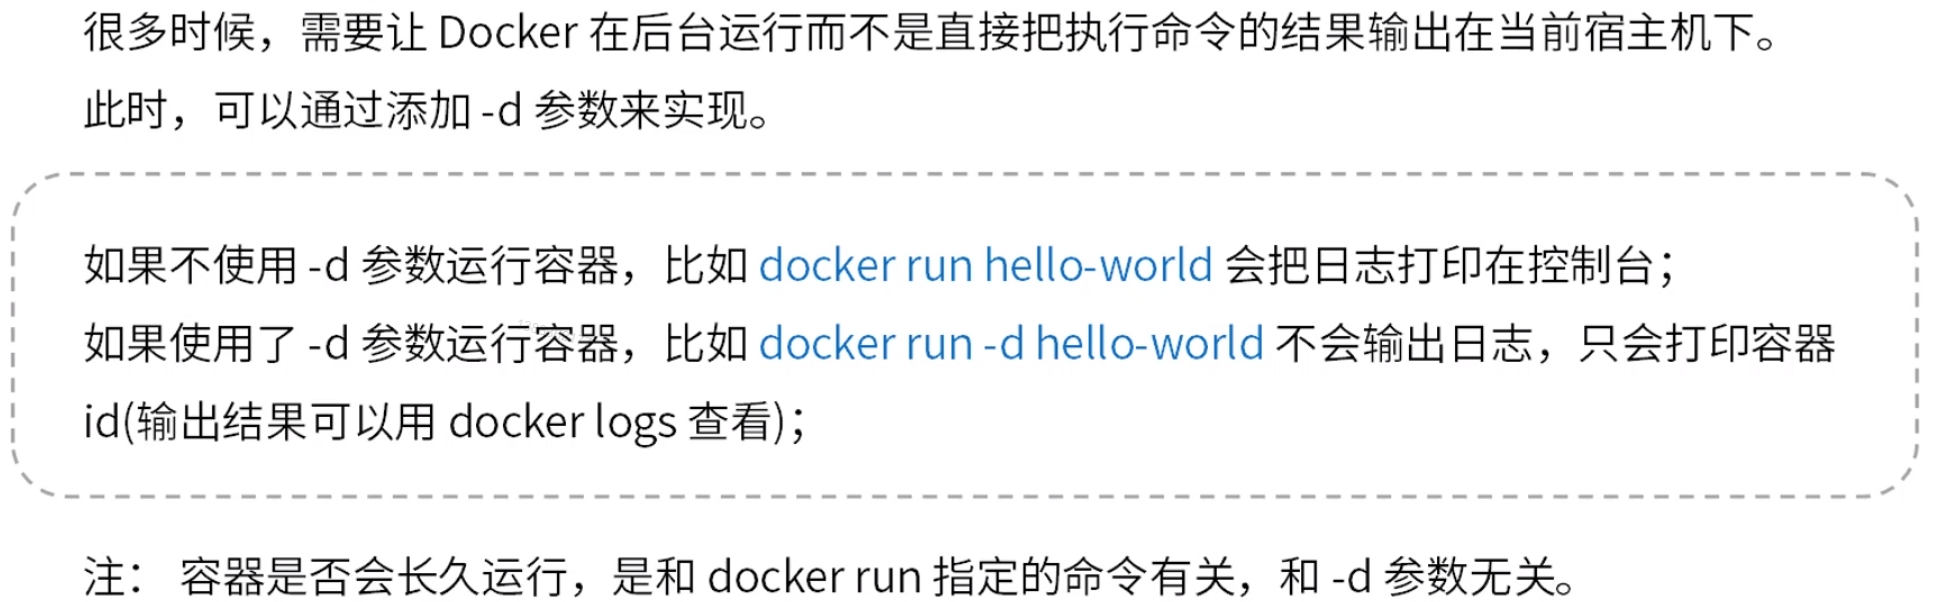 很多时候，需要让 Docker 在后台运行而不是直接把执行命令的结果输出在当前宿主机下。
此时，可以通过添加 -d 参数来实现。
如果不使用 -d 参数运行容器，比如 docker run hello-world 会把日志打印在控制台；
如果使用了 -d 参数运行容器，比如 docker run -d hello-world 不会输出日志，只会打印容器
id(输出结果可以用 docker logs 查看)；
注： 容器是否会长久运行，是和 docker run 指定的命令有关，和 -d 参数无关。